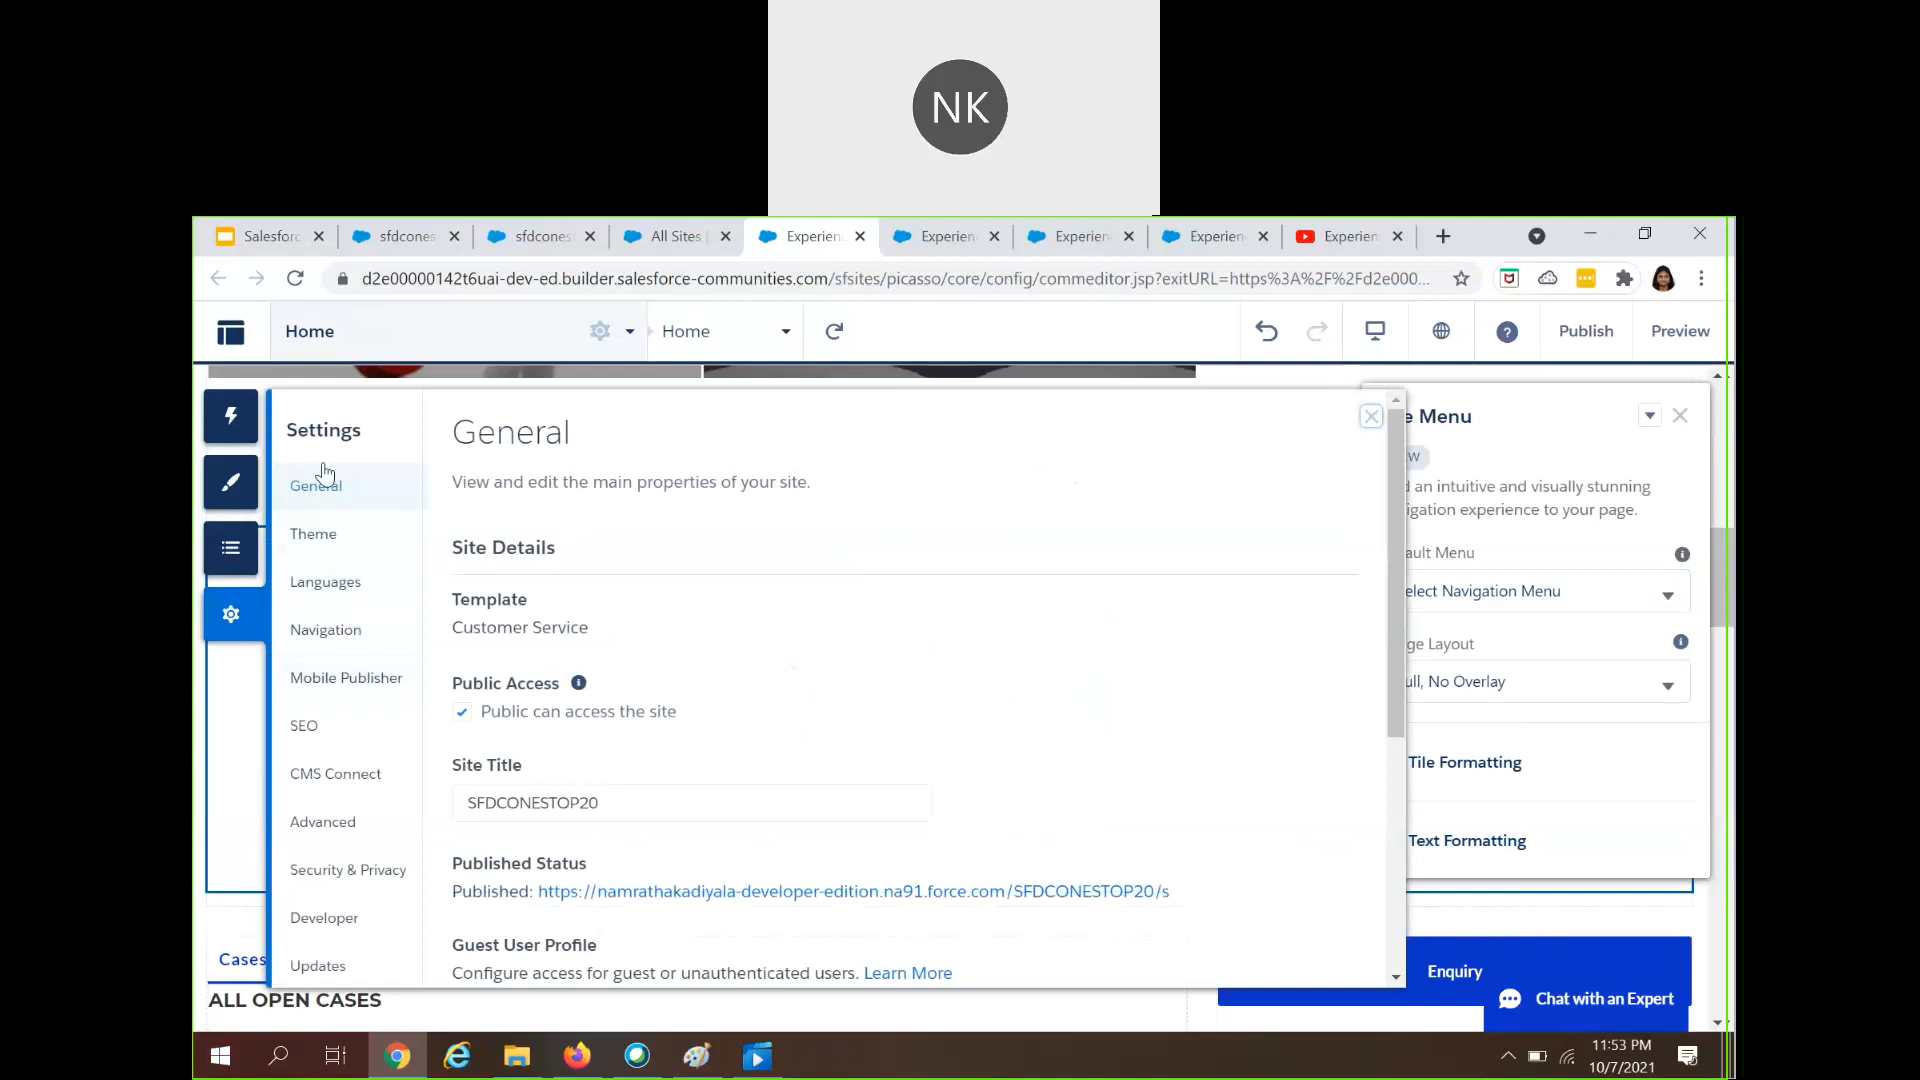 NK
Salesforc
sfdcones
sfdcones
All Sites
Experien
Experien
Experien
Experien
Experien
d2e00000142t6uai-dev-ed.builder.salesforce-communities.com/sfsites/picasso/core/config/commeditor.jsp?exitURL=https%3A%2F%2Fd2e000...
Home
Home
Publish
Preview
Settings
General
Theme
Languages
Navigation
Mobile Publisher
SEO
CMS Connect
Advanced
Security & Privacy
Developer
Updates
General
View and edit the main properties of your site.
Site Details
Template
Customer Service
Public Access
Public can access the site
Site Title
SFDCONESTOP20
Published Status
Published: https://namrathakadiyala-developer-edition.na91.force.com/SFDCONESTOP20/s
Guest User Profile
Configure access for guest or unauthenticated users. Learn More
e Menu
W
d an intuitive and visually stunning
igation experience to your page.
ault Menu
elect Navigation Menu
ge Layout
ull, No Overlay
Tile Formatting
Text Formatting
Cases
ALL OPEN CASES
Enquiry
Chat with an Expert
11:53 PM
10/7/2021